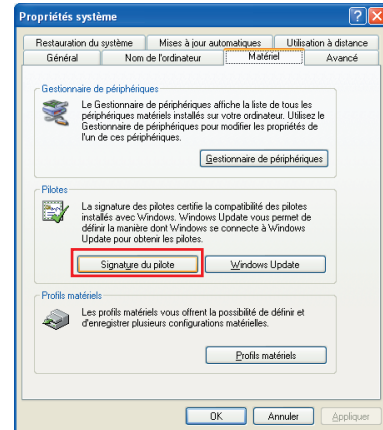 Propriétés système
Restauration du système
Mises à jour automatiques
Utilisation à distance
Général
Nom de l'ordinateur
Matériel
Avancé
Gestionnaire de périphériques
Le Gestionnaire de périphériques affiche la liste de tous les
périphériques matériels installés sur votre ordinateur. Utilisez le
Gestionnaire de périphériques pour modifier les propriétés de
l'un de ces périphériques.
Gestionnaire de périphériques
Pilotes
La signature des pilotes certifie la compatibilité des pilotes
installés avec Windows. Windows Update vous permet de
définir la manière dont Windows se connecte à Windows
Update pour obtenir les pilotes.
Signature du pilote
Windows Update
Profils matériels
Les profils matériels vous offrent la possibilité de définir et
d'enregistrer plusieurs configurations matérielles.
Profils matériels
OK
Annuler
Appliquer